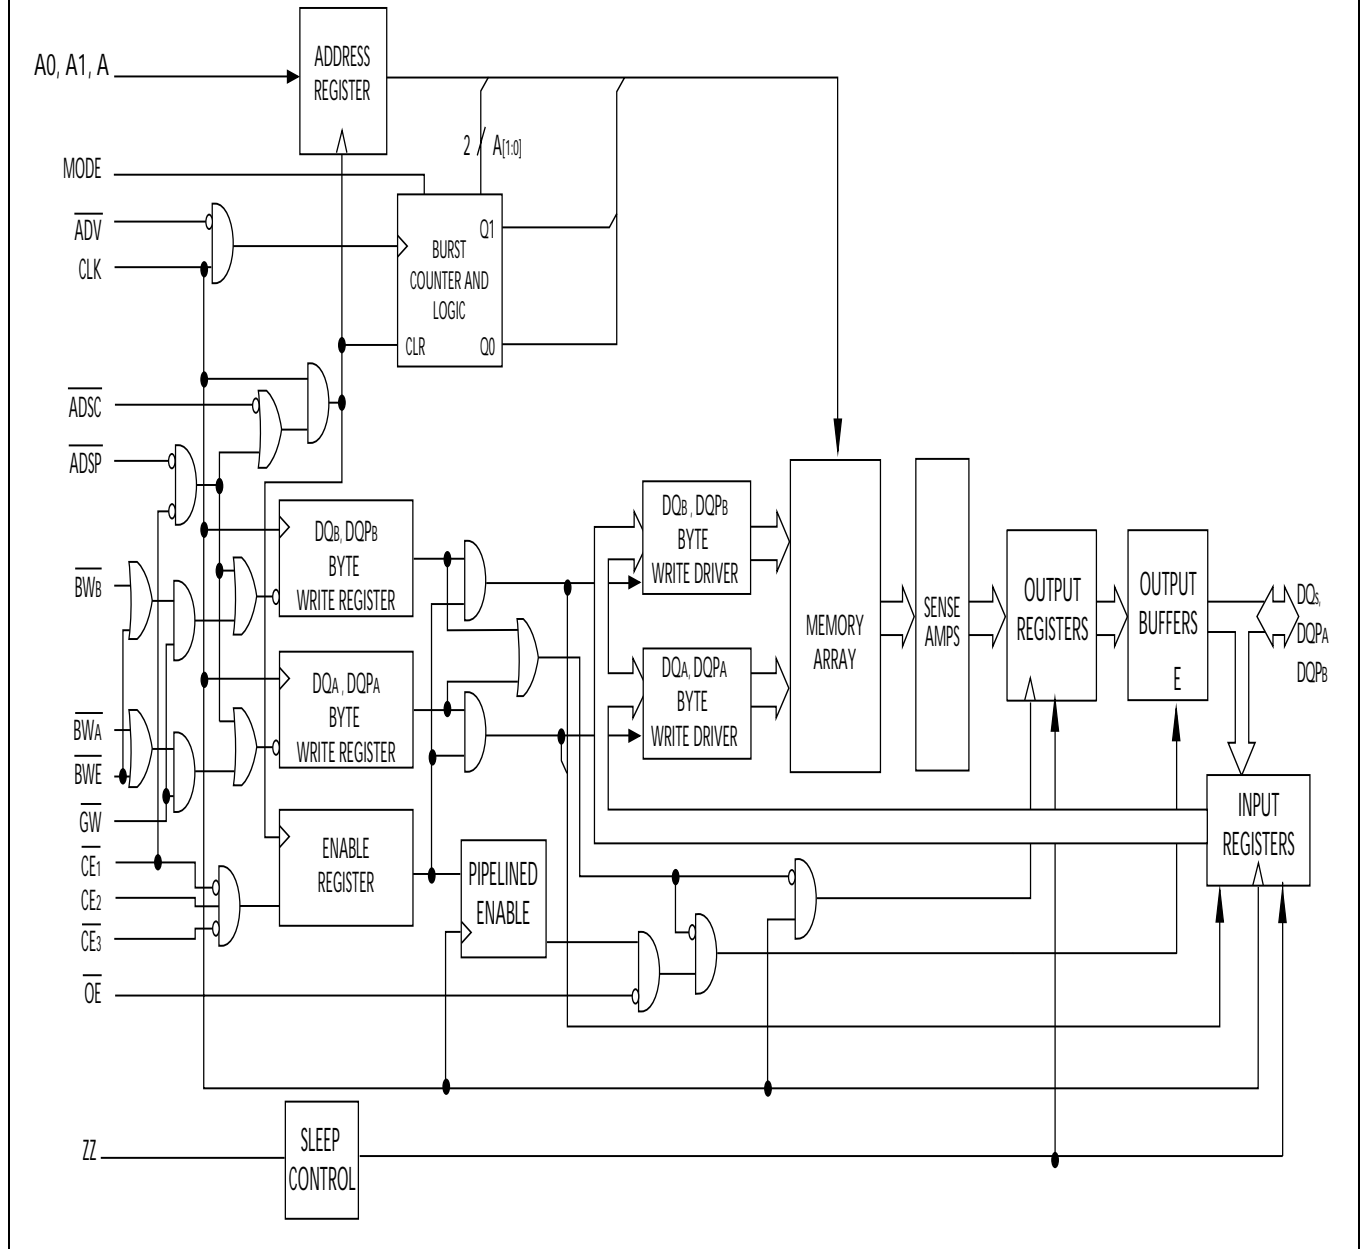 A0, A1, A
ADDRESS
REGISTER
2
A[1:0]
MODE
ADV
CLK
Q1
BURST
COUNTER AND
LOGIC
CLR
Q0
ADSC
ADSP
DQB, DQPB
BYTE
WRITE REGISTER
DQB, DQPB
BYTE
WRITE DRIVER
MEMORY
ARRAY
SENSE
AMPS
OUTPUT
REGISTERS
OUTPUT
BUFFERS
E
DQs,
DQPA
DQPB
BWB
DQA, DQPA
BYTE
WRITE REGISTER
DQA, DQPA
BYTE
WRITE DRIVER
BWA
BWE
GW
CE1
CE2
CE3
ENABLE
REGISTER
PIPELINED
ENABLE
INPUT
REGISTERS
OE
ZZ
SLEEP
CONTROL